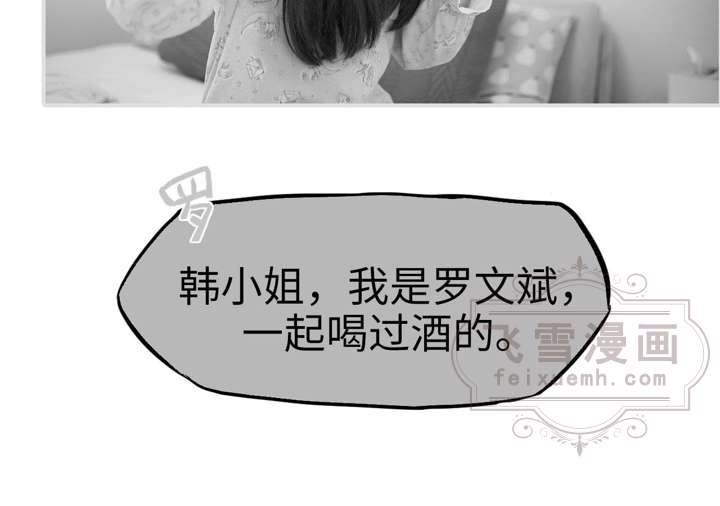 罗
韩小姐，我是罗文斌，
一起喝过酒的。
飞雪漫画
feixuemh.com